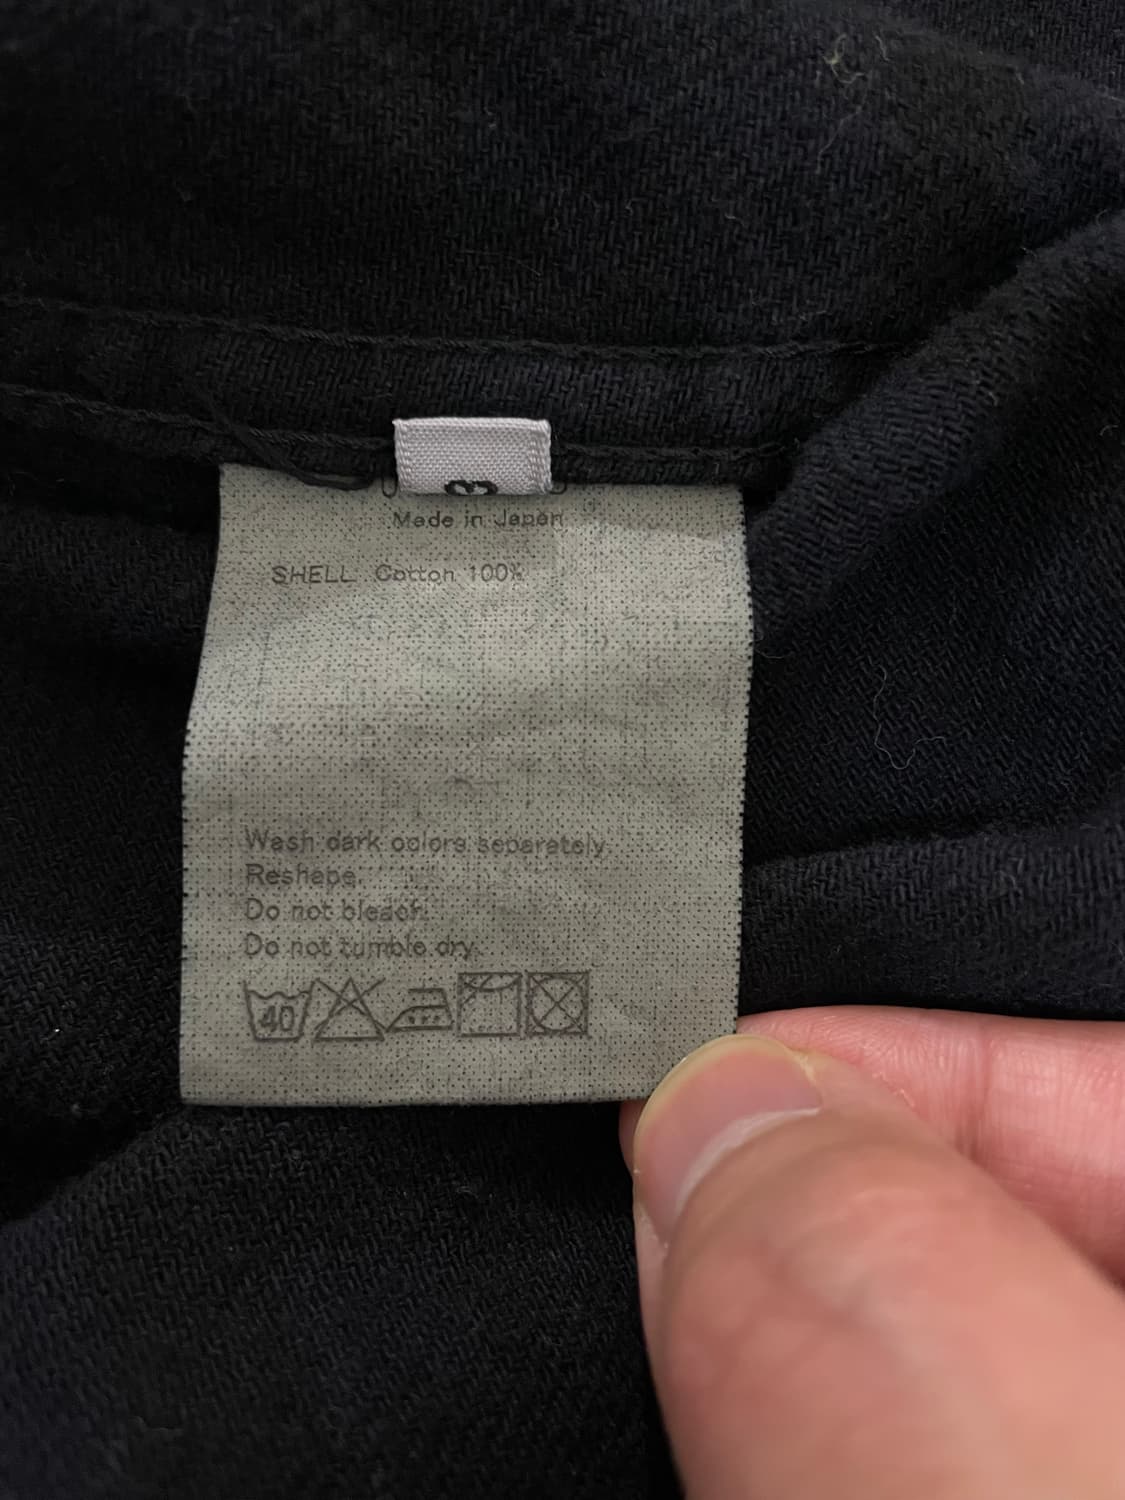 3
Made in Japan
SHELL Cotton 100%
Wash dark colors separately.
Reshape.
Do not bleach.
Do not tumble dry.
40